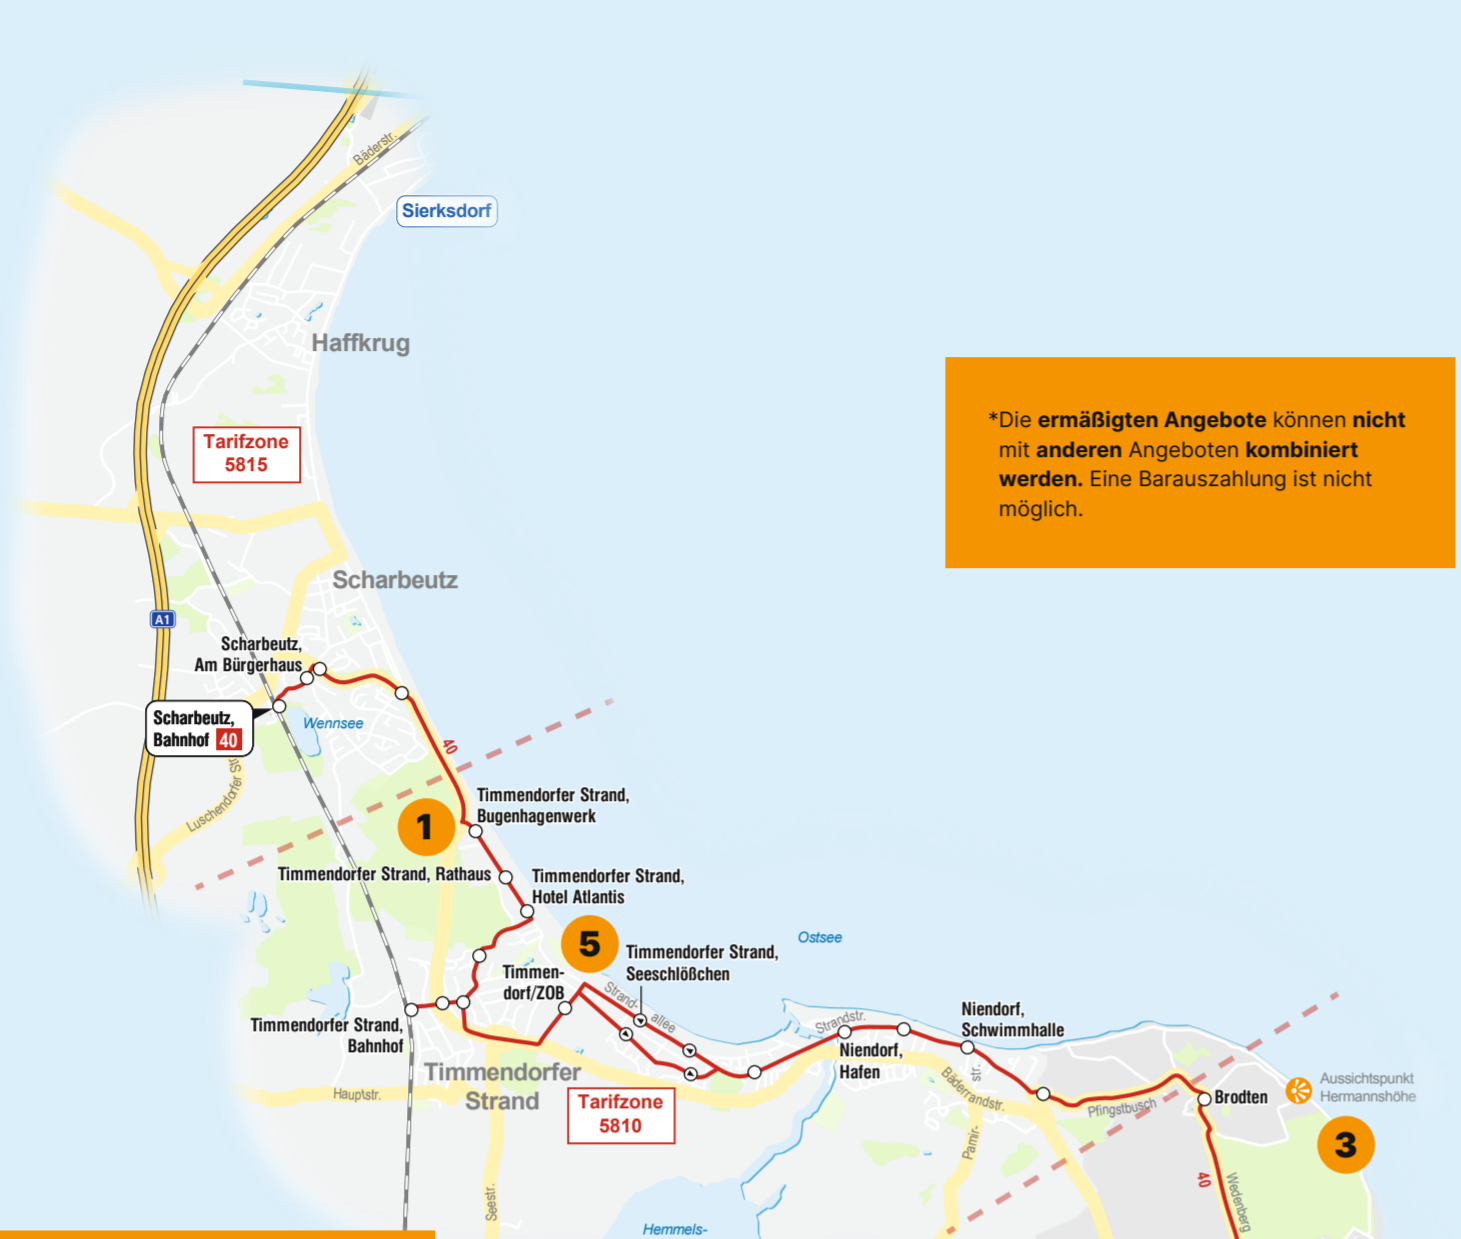 Bäderstr.
Sierksdorf
Haffkrug
*Die ermäßigten Angebote können nicht
mit anderen Angeboten kombiniert
werden. Eine Barauszahlung ist nicht
möglich.
Tarifzone
5815
Scharbeutz
A1
Scharbeutz,
Am Bürgerhaus
Scharbeutz,
Bahnhof 40
Wennsee
40
Luschendorfer Str.
Timmendorfer Strand,
Bugenhagenwerk
1
Timmendorfer Strand, Rathaus
Timmendorfer Strand,
Hotel Atlantis
5
Ostsee
Timmendorfer Strand,
Seeschlößchen
Timmen-
dorf/ZOB
Strand-
allee
Timmendorfer Strand,
Bahnhof
Strandstr.
Niendorf,
Schwimmhalle
Niendorf,
Hafen
Timmendorfer
Strand
Hauptstr.
Tarifzone
5810
Bäderrandstr.
str.
Pamir-
Pfingstbusch
Brodten
Aussichtspunkt
Hermannshöhe
3
40
Wedenberg
Seestr.
Hemmels-